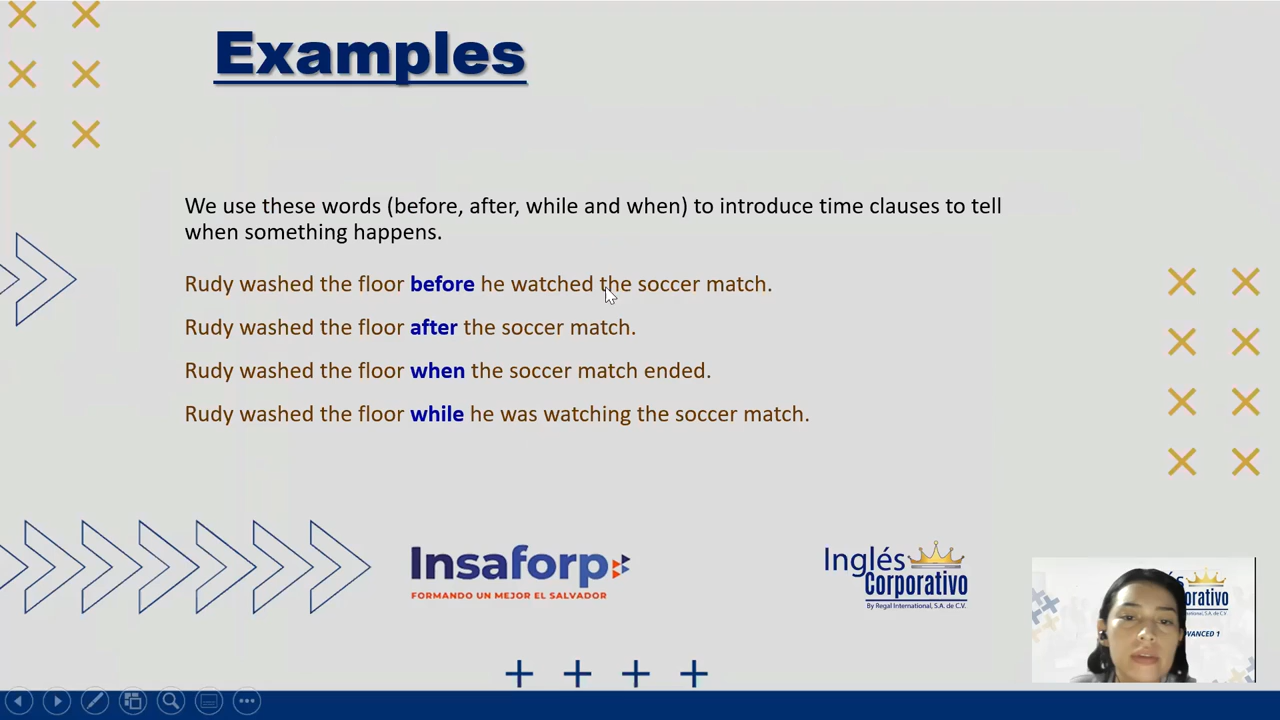 Examples
We use these words (before, after, while and when) to introduce time clauses to tell
when something happens.
Rudy washed the floor before he watched the soccer match.
Rudy washed the floor after the soccer match.
Rudy washed the floor when the soccer match ended.
Rudy washed the floor while he was watching the soccer match.
Insaforp
FORMANDO UN MEJOR EL SALVADOR
Inglés
Corporativo
By Regal International, S.A. de C.V.